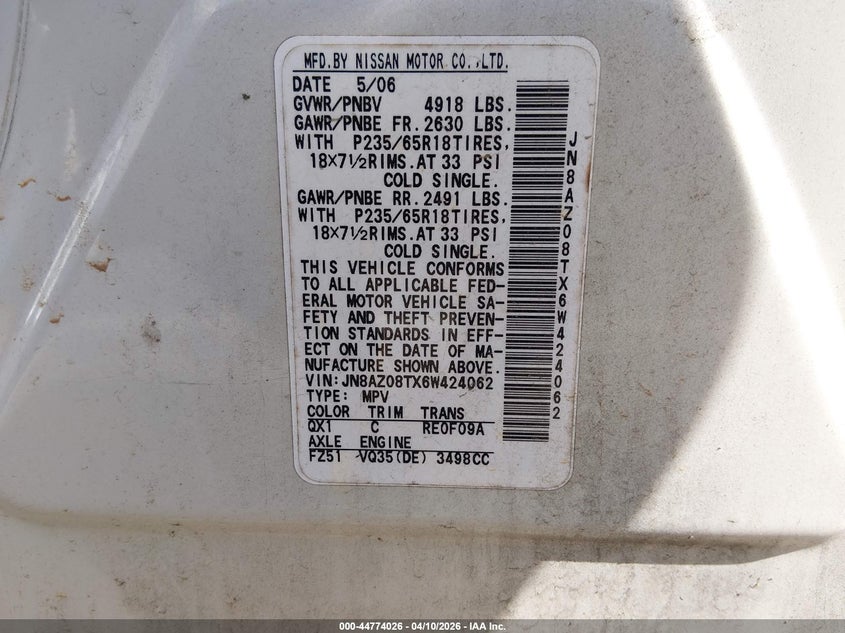 MFD.BY NISSAN MOTOR CO.,LTD.
DATE 5/06
GVWR/PNBV 4918 LBS.
GAWR/PNBE FR.2630 LBS.
WITH P235/65R18TIRES,
18X7½RIMS.AT 33 PSI
COLD SINGLE.
GAWR/PNBE RR.2491 LBS.
WITH P235/65R18TIRES,
18X7½RIMS.AT 33 PSI
COLD SINGLE.
THIS VEHICLE CONFORMS
TO ALL APPLICABLE FED-
ERAL MOTOR VEHICLE SA-
FETY AND THEFT PREVEN-
TION STANDARDS IN EFF-
ECT ON THE DATE OF MA-
NUFACTURE SHOWN ABOVE.
VIN:JN8AZ08TX6W424062
TYPE: MPV
COLOR TRIM TRANS
QX1 C RE0F09A
AXLE ENGINE
FZ51 VQ35(DE) 3498CC
JN8AZ08TX6W424062
000-44774026 - 04/10/2026 - IAA Inc.